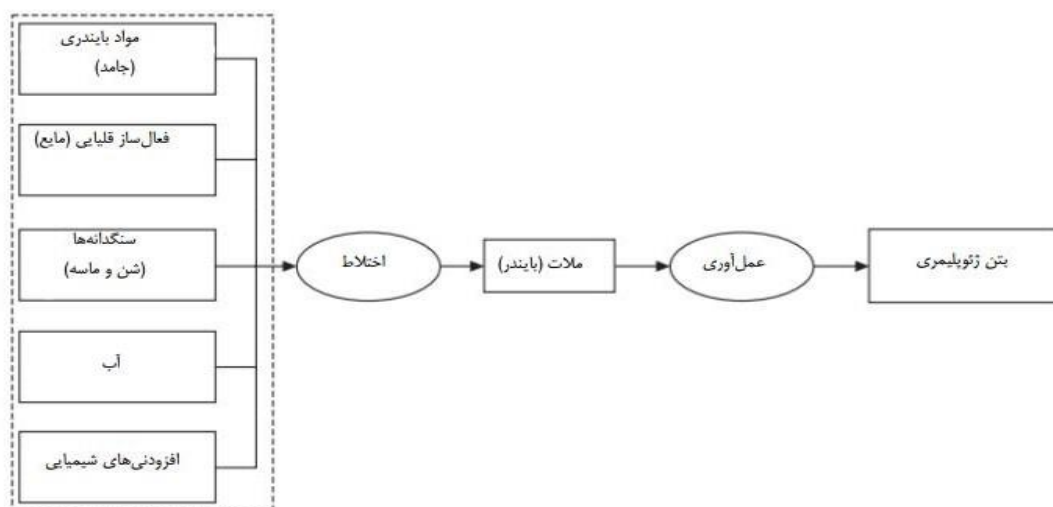 مواد بایندری
(جامد)
فعال‌ساز قلیایی (مایع)
سنگدانه‌ها
(شن و ماسه)
آب
افزودنی‌های شیمیایی
اختلاط
ملات (بایندر)
عمل‌آوری
بتن ژئوپلیمری